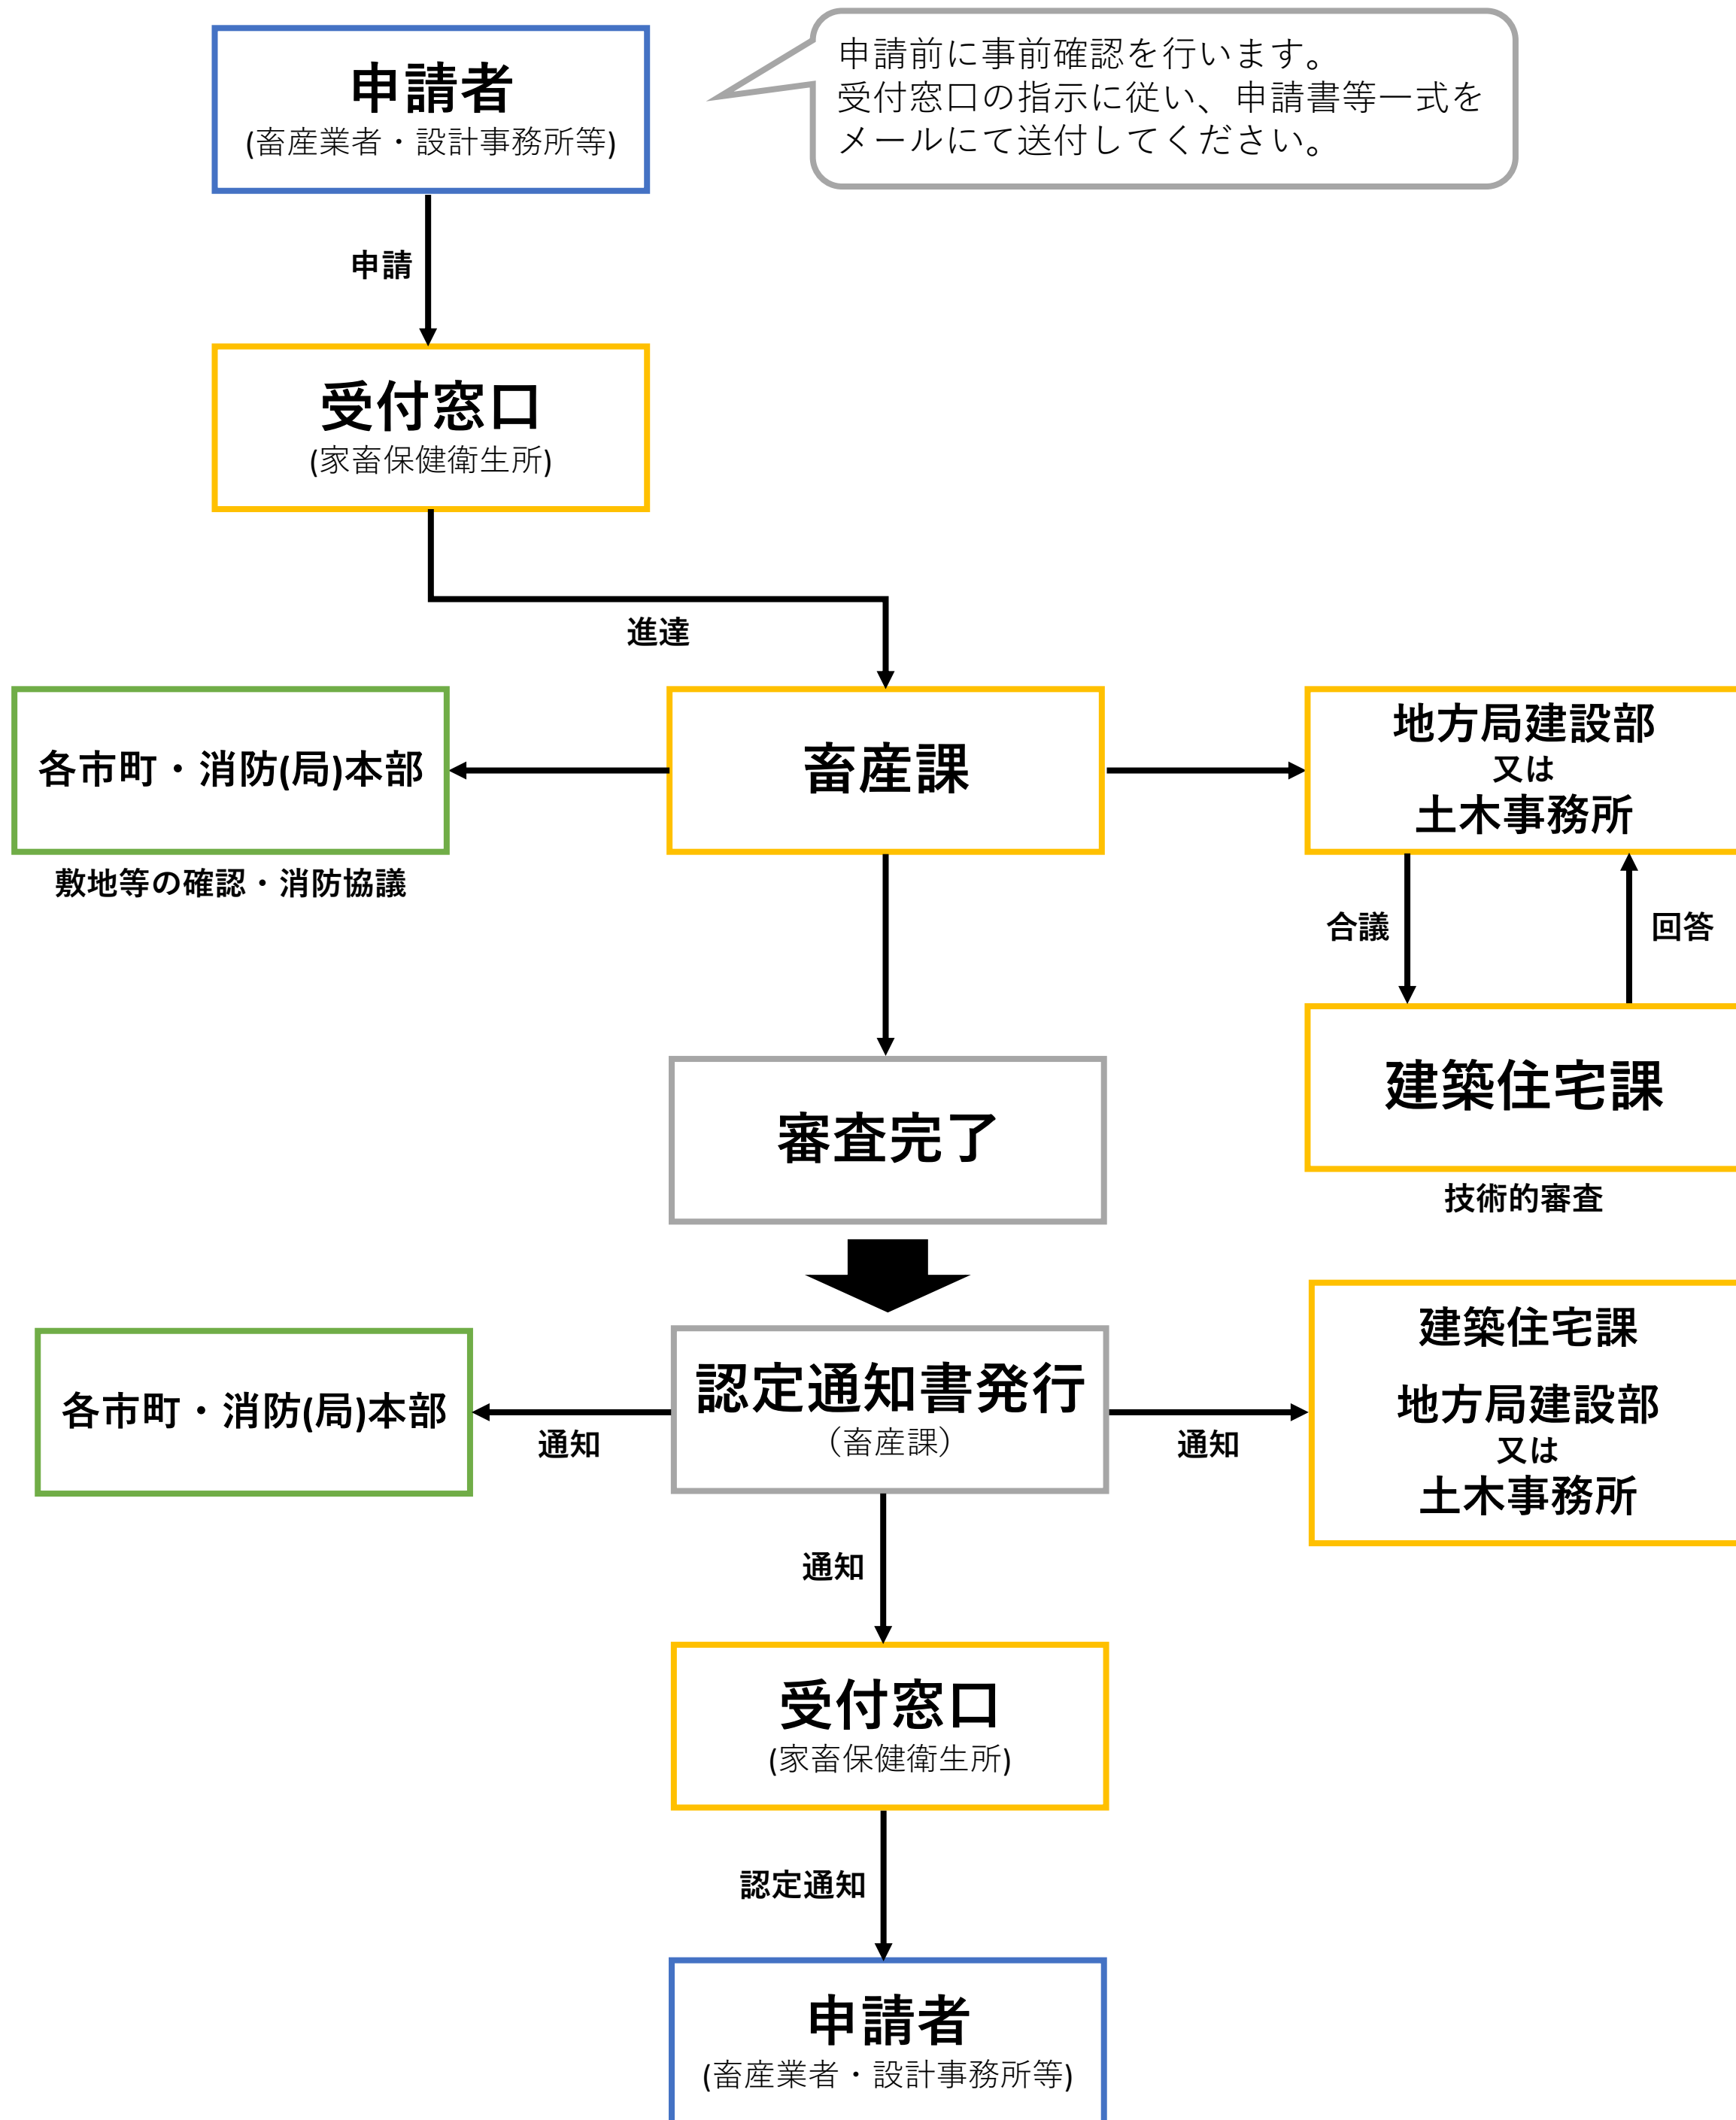 申請者
(畜産業者・設計事務所等)
申請前に事前確認を行います。
受付窓口の指示に従い、申請書等一式を
メールにて送付してください。
申請
受付窓口
(家畜保健衛生所)
進達
各市町・消防(局)本部
敷地等の確認・消防協議
畜産課
地方局建設部
又は
土木事務所
合議
回答
建築住宅課
技術的審査
審査完了
認定通知書発行
（畜産課）
各市町・消防(局)本部
通知
通知
建築住宅課
地方局建設部
又は
土木事務所
通知
受付窓口
(家畜保健衛生所)
認定通知
申請者
(畜産業者・設計事務所等)